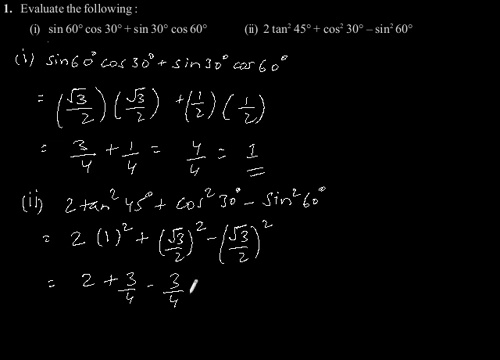 1. Evaluate the following :
(i) sin 60° cos 30° + sin 30° cos 60° (ii) 2 tan² 45° + cos² 30° – sin² 60°
(i) sin60° cos30° + sin30° cos60°
= (√3/2) (√3/2) + (1/2) (1/2)
= 3/4 + 1/4 = 4/4 = 1
(ii) 2tan² 45° + cos² 30° - sin² 60°
= 2 (1)² + (√3/2)² - (√3/2)²
= 2 + 3/4 - 3/4